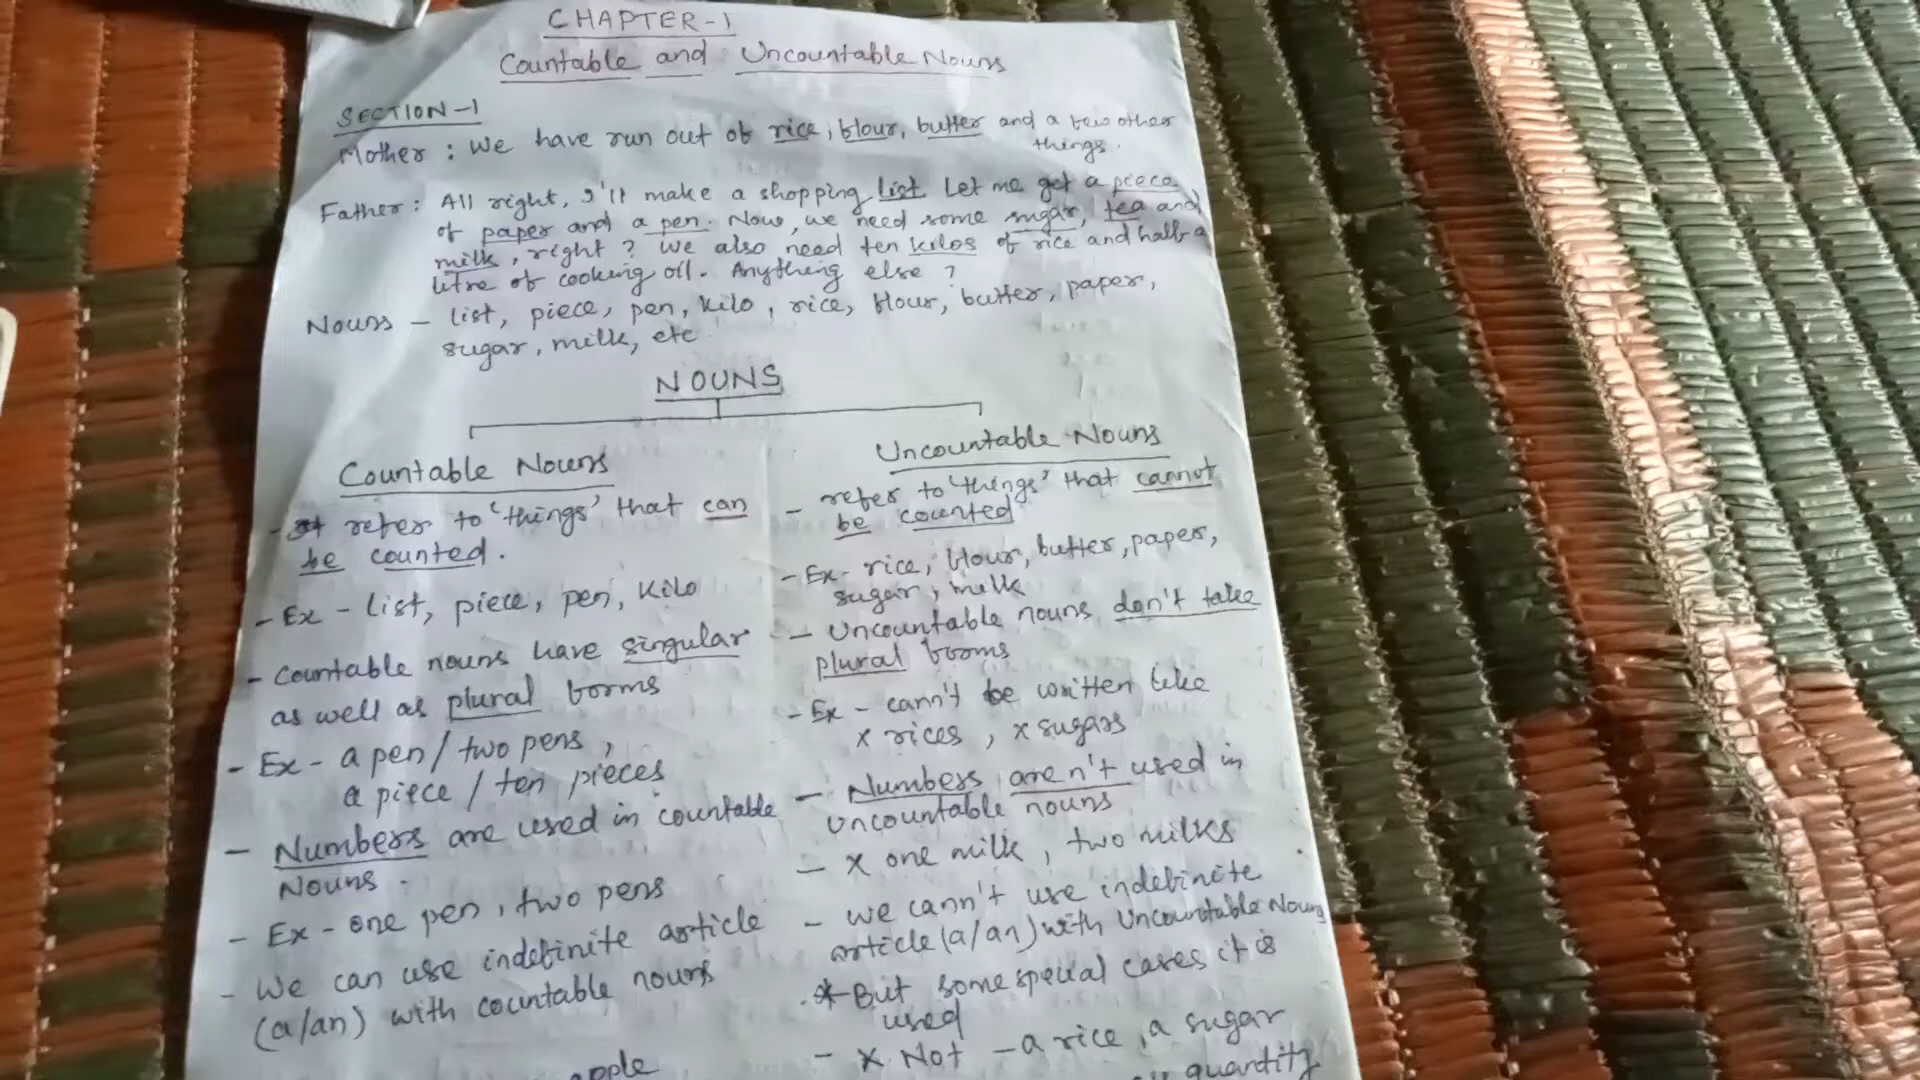 CHAPTER-1
Countable and Uncountable Nouns
SECTION-1
Mother : We have run out of rice, flour, butter and a few other
things.
Father : All right, I'll make a shopping list. Let me get a piece
of paper and a pen. Now, we need some sugar, tea and
milk, right ? We also need ten kilos of rice and half a
litre of cooking oil. Anything else ?
Nouns - list, piece, pen, kilo, rice, flour, butter, paper,
sugar, milk, etc
NOUNS
Countable Nouns
- refer to 'things' that can
be counted.
- Ex - list, piece, pen, kilo
- Countable nouns have singular
as well as plural forms
- Ex - a pen / two pens,
a piece / ten pieces
- Numbers are used in countable
Nouns.
- Ex - one pen, two pens
- We can use indefinite article
(a/an) with countable nouns
apple
Uncountable Nouns
- refer to 'things' that cannot
be counted
- Ex - rice, flour, butter, paper,
sugar, milk
- Uncountable nouns don't take
plural forms
- Ex - cann't be written like
x rices, x sugars
- Numbers aren't used in
uncountable nouns
- x one milk, two milks
- we cann't use indefinite
article (a/an) with Uncountable Nouns
* But some special cases it is
used
- x Not - a rice, a sugar
quantity